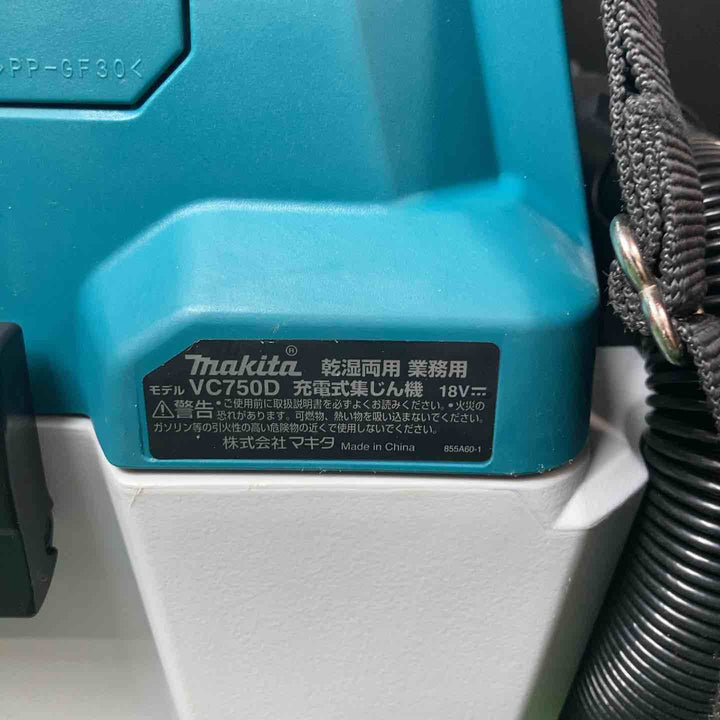 >PP-GF30<
makita® 乾湿両用 業務用
モデル VC750D 充電式集じん機 18V⎓
⚠警告 •ご使用前に取扱説明書を必ずよくお読みください。•火災の
恐れがあります。可燃物、熱い物を吸い込まないでください。
ガソリン等の引火性の高い危険物の近くで使用しないでください。
株式会社マキタ Made in China 855A60-1